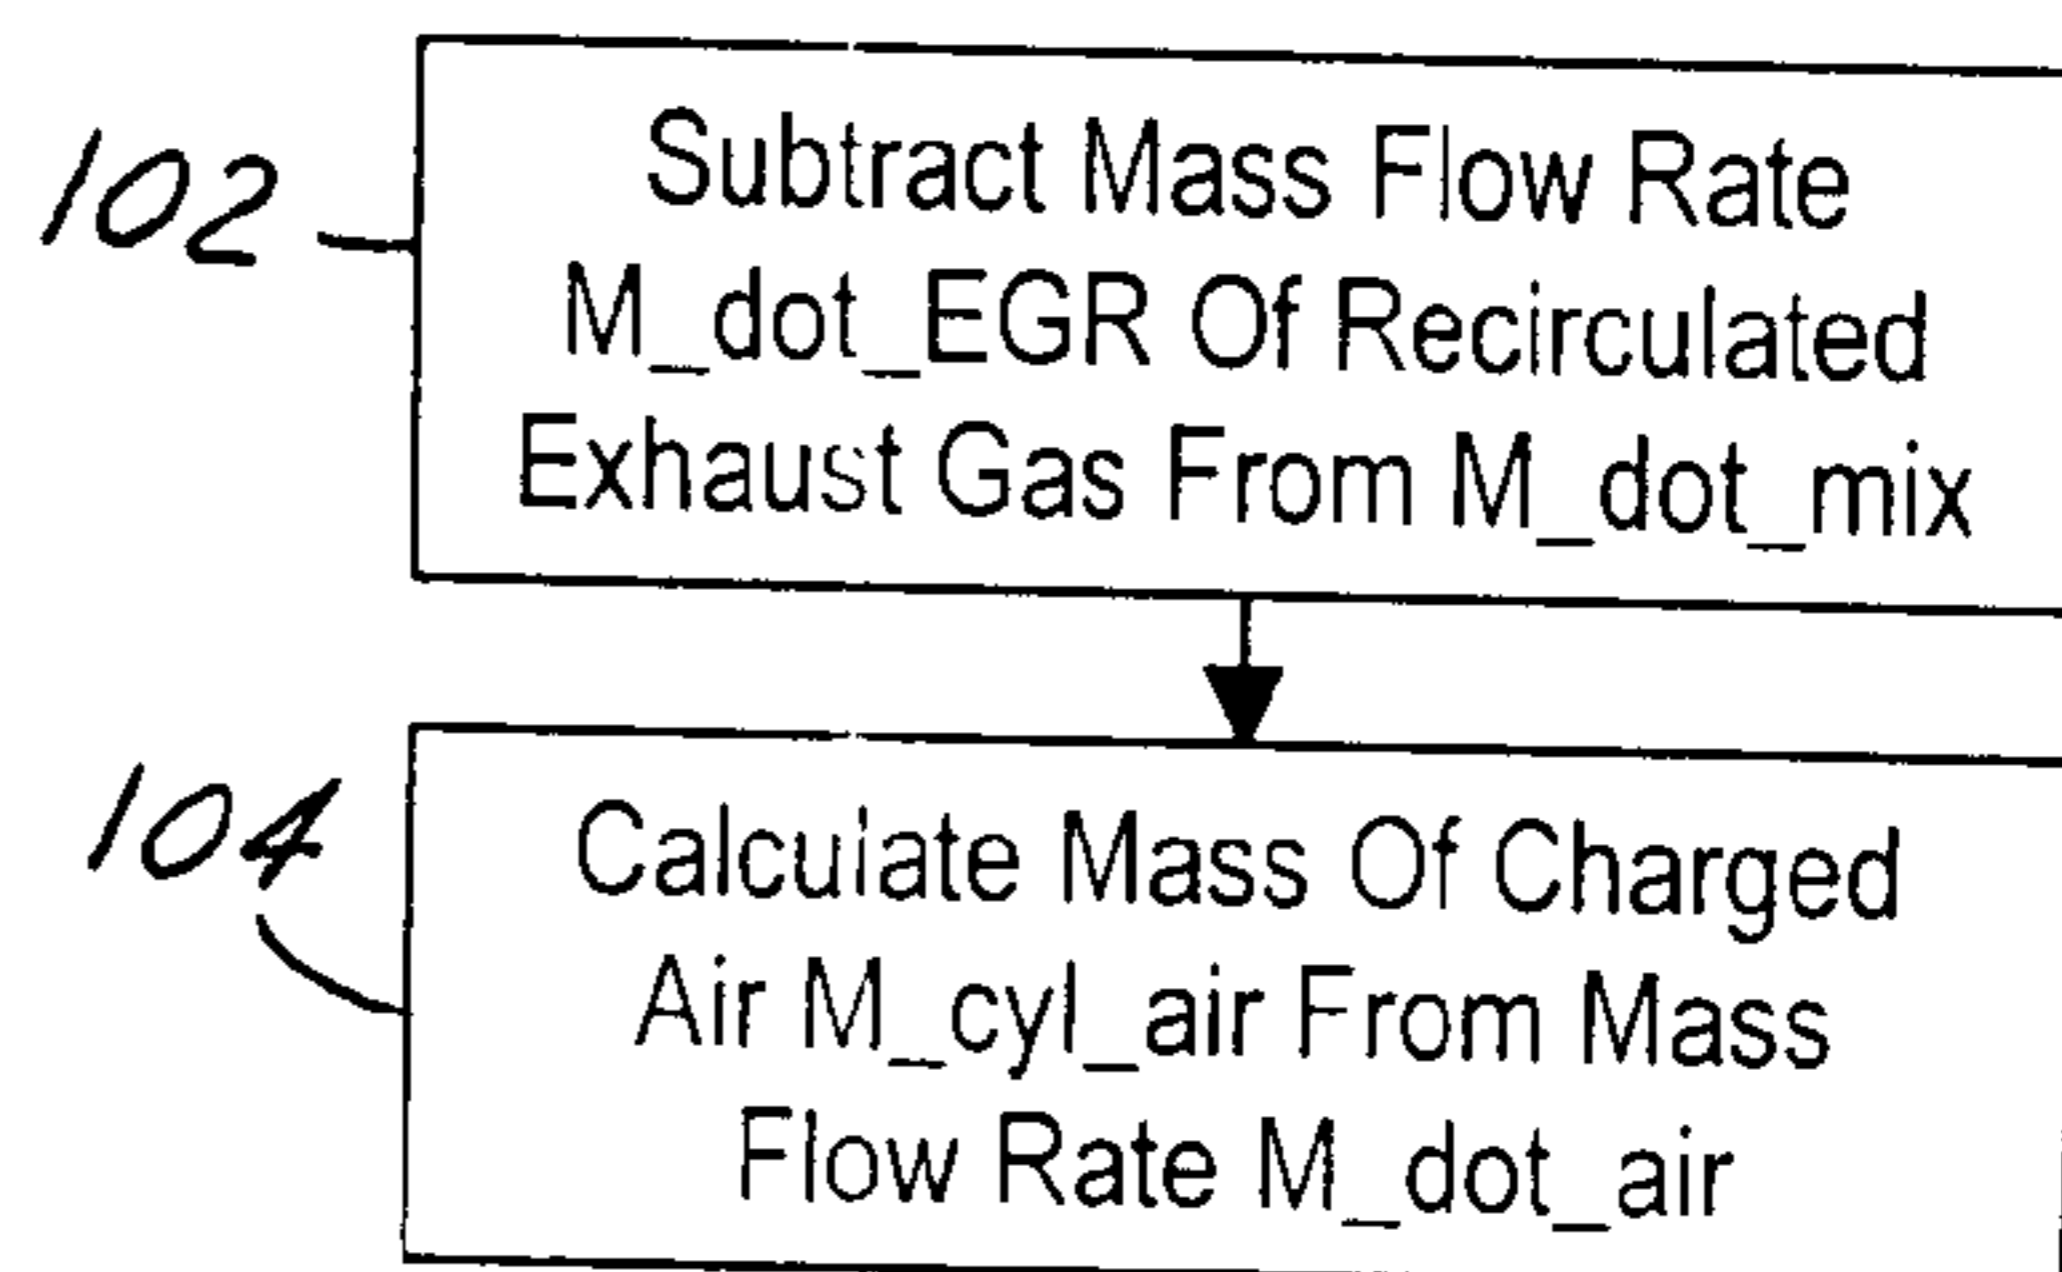 102
Subtract Mass Flow Rate
M_dot_EGR Of Recirculated
Exhaust Gas From M_dot_mix
104
Calculate Mass Of Charged
Air M_cyl_air From Mass
Flow Rate M_dot_air